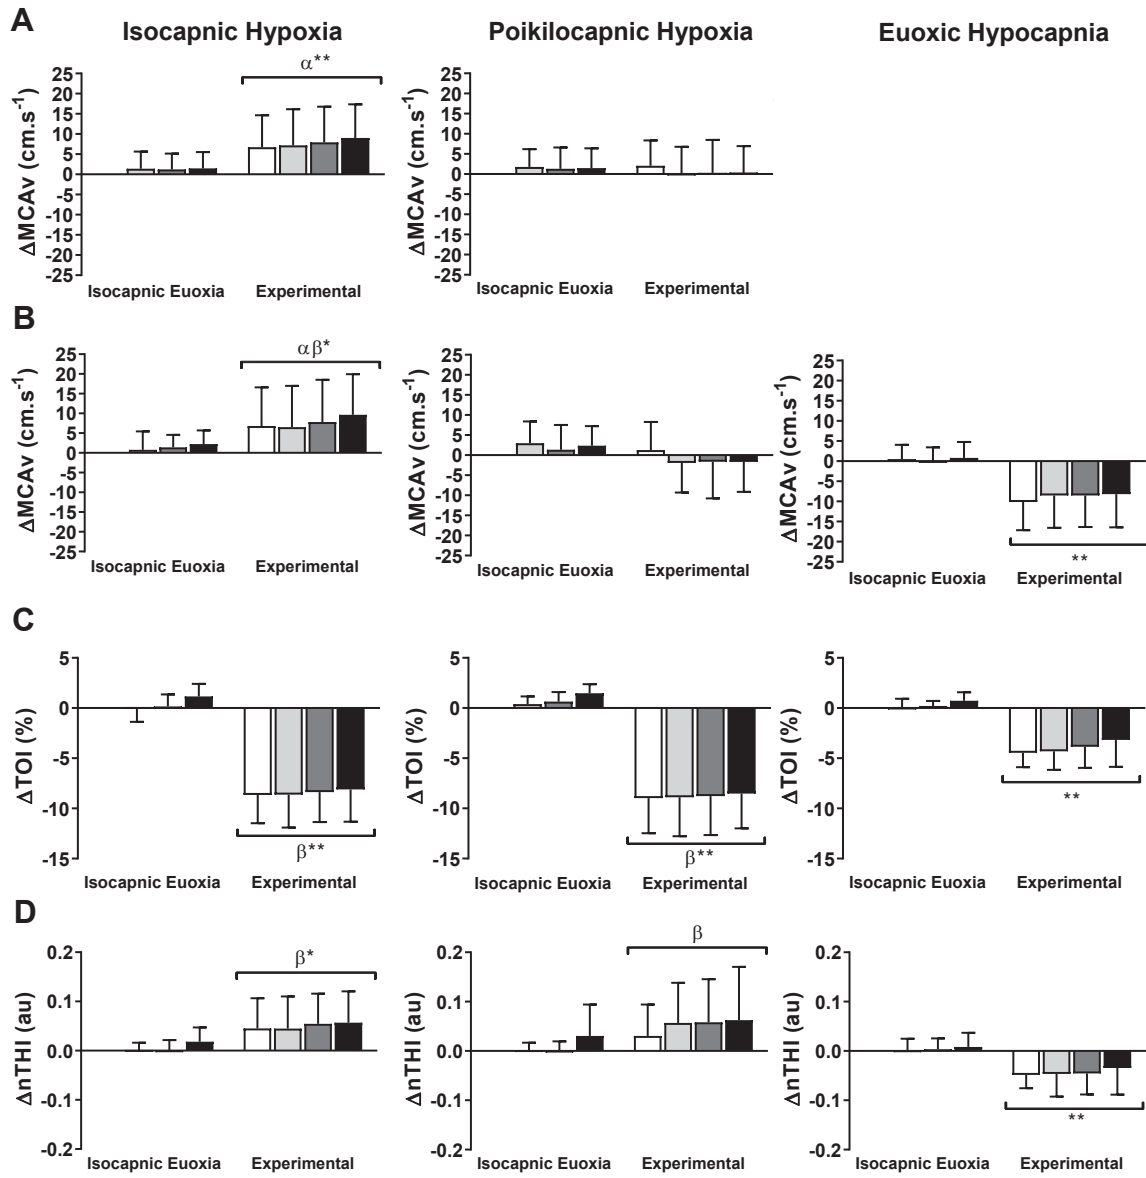 A
Isocapnic Hypoxia
Poikilocapnic Hypoxia
Euoxic Hypocapnia
α**
ΔMCAv (cm.s-1)
25
20
15
10
5
0
-5
-10
-15
-20
-25
Isocapnic Euoxia
Experimental
ΔMCAv (cm.s-1)
25
20
15
10
5
0
-5
-10
-15
-20
-25
Isocapnic Euoxia
Experimental
B
αβ*
ΔMCAv (cm.s-1)
25
20
15
10
5
0
-5
-10
-15
-20
-25
Isocapnic Euoxia
Experimental
ΔMCAv (cm.s-1)
25
20
15
10
5
0
-5
-10
-15
-20
-25
Isocapnic Euoxia
Experimental
ΔMCAv (cm.s-1)
25
20
15
10
5
0
-5
-10
-15
-20
-25
**
Isocapnic Euoxia
Experimental
C
ΔTOI (%)
5
0
-5
-10
-15
β**
Isocapnic Euoxia
Experimental
ΔTOI (%)
5
0
-5
-10
-15
β**
Isocapnic Euoxia
Experimental
ΔTOI (%)
5
0
-5
-10
-15
**
Isocapnic Euoxia
Experimental
D
β*
ΔnTHI (au)
0.2
0.1
0.0
-0.1
-0.2
Isocapnic Euoxia
Experimental
β
ΔnTHI (au)
0.2
0.1
0.0
-0.1
-0.2
Isocapnic Euoxia
Experimental
ΔnTHI (au)
0.2
0.1
0.0
-0.1
-0.2
**
Isocapnic Euoxia
Experimental